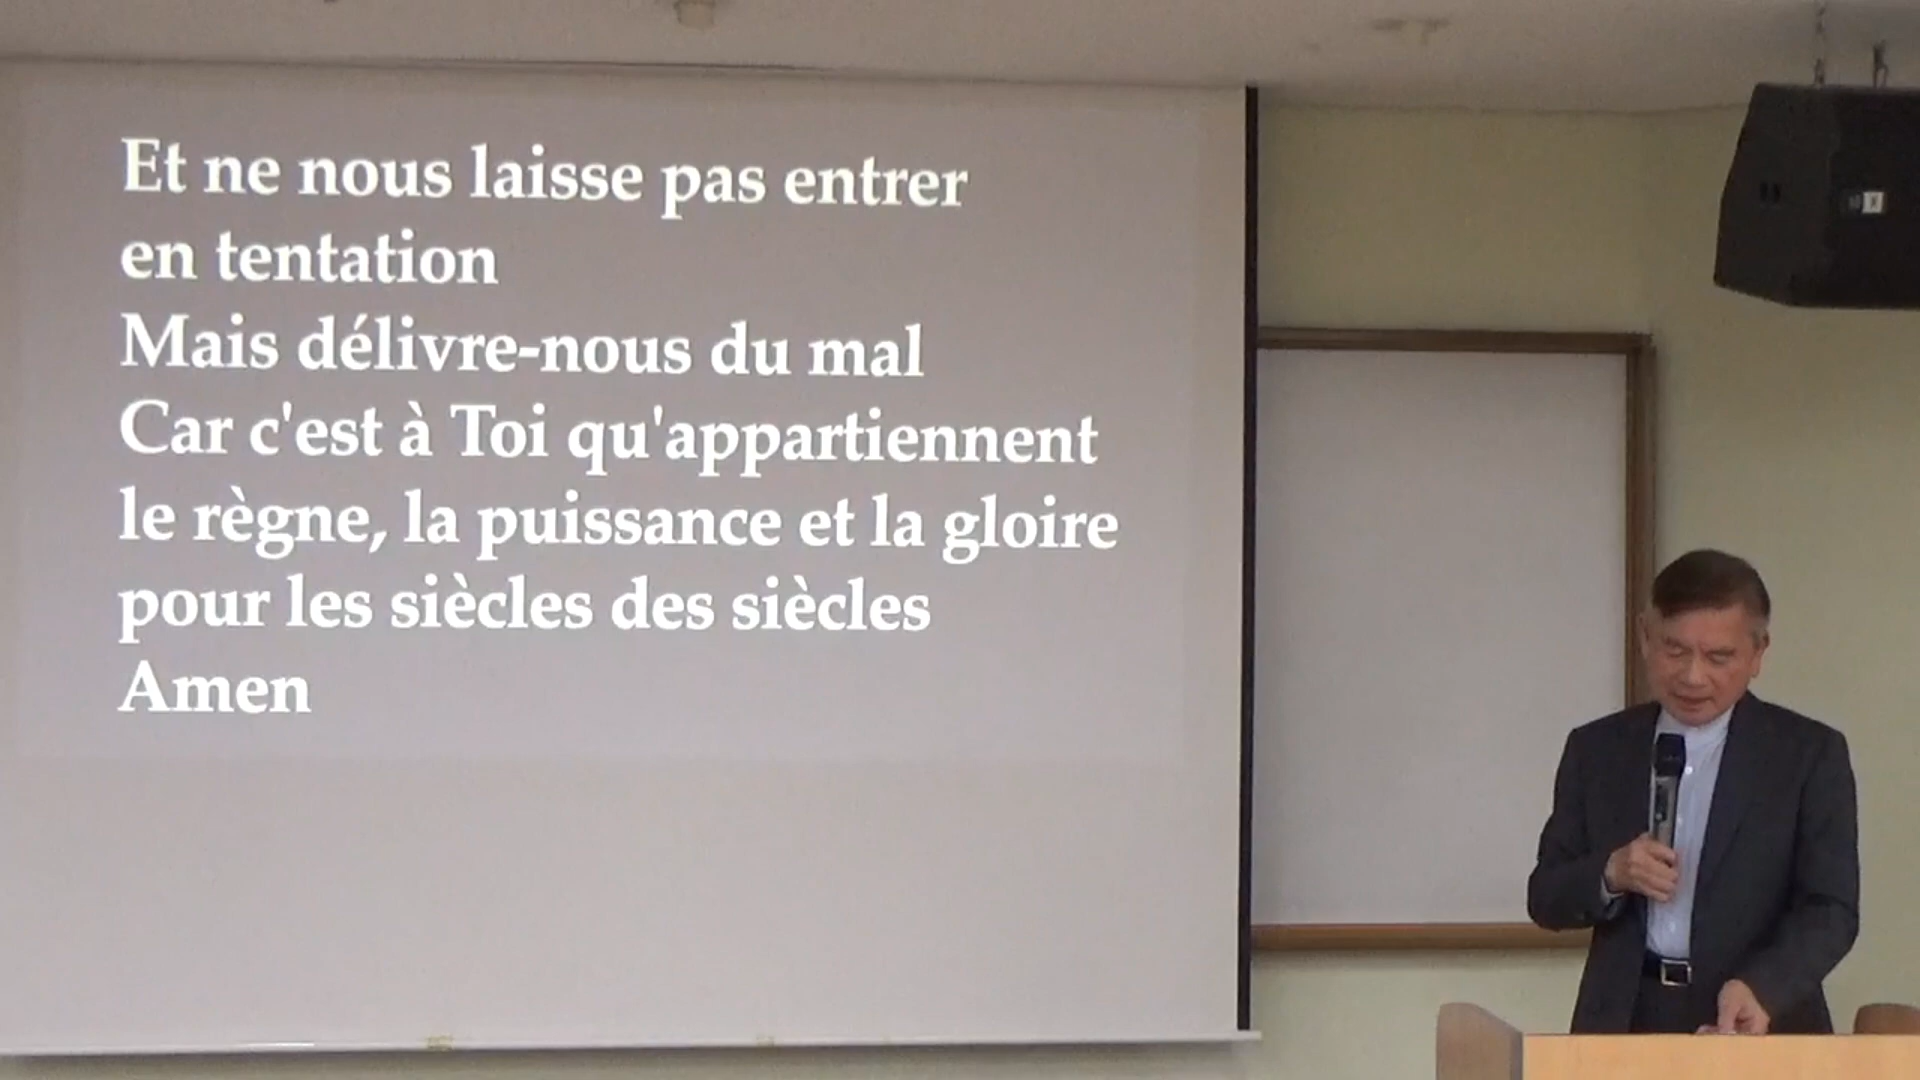 Et ne nous laisse pas entrer
en tentation
Mais délivre-nous du mal
Car c'est à Toi qu'appartiennent
le règne, la puissance et la gloire
pour les siècles des siècles
Amen